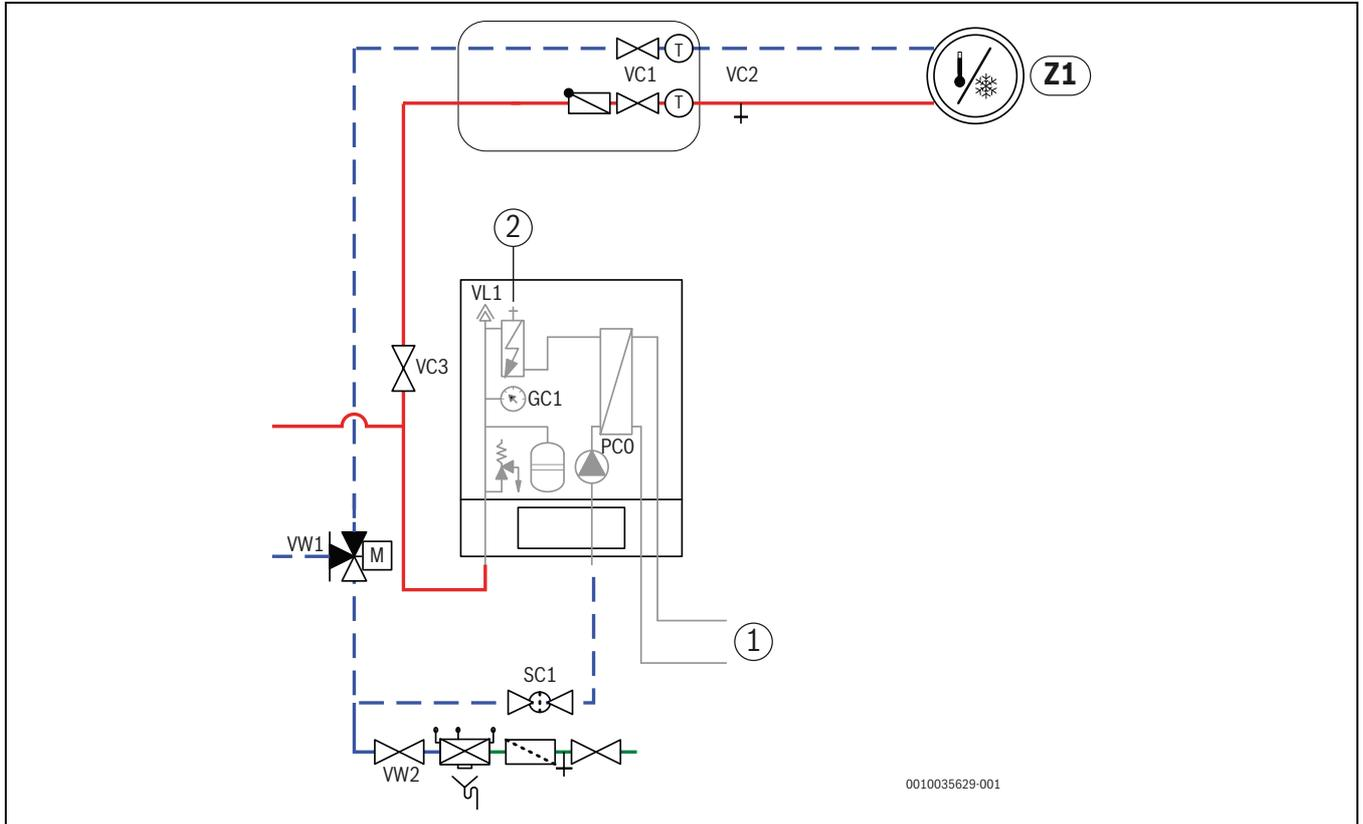 T
VC1
VC2
Z1
T
2
VL1
VC3
GC1
PC0
VW1
M
1
SC1
VW2
0010035629-001